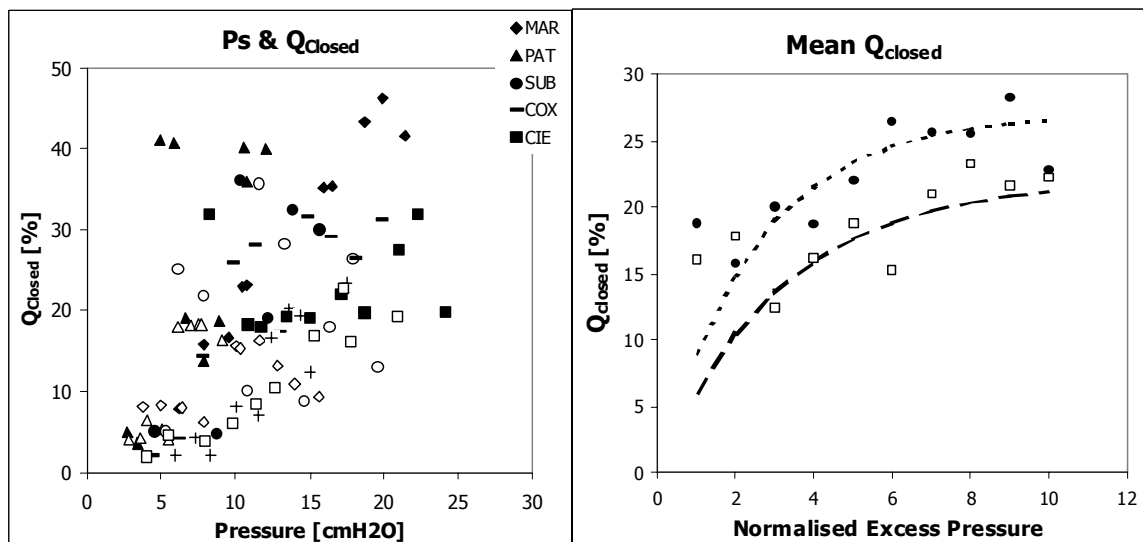 Ps & QClosed
MAR
PAT
SUB
COX
CIE
50
40
30
20
10
0
QClosed [%]
0 5 10 15 20 25 30
Pressure [cmH2O]
Mean Qclosed
30
25
20
15
10
5
0
Qclosed [%]
0 2 4 6 8 10 12
Normalised Excess Pressure